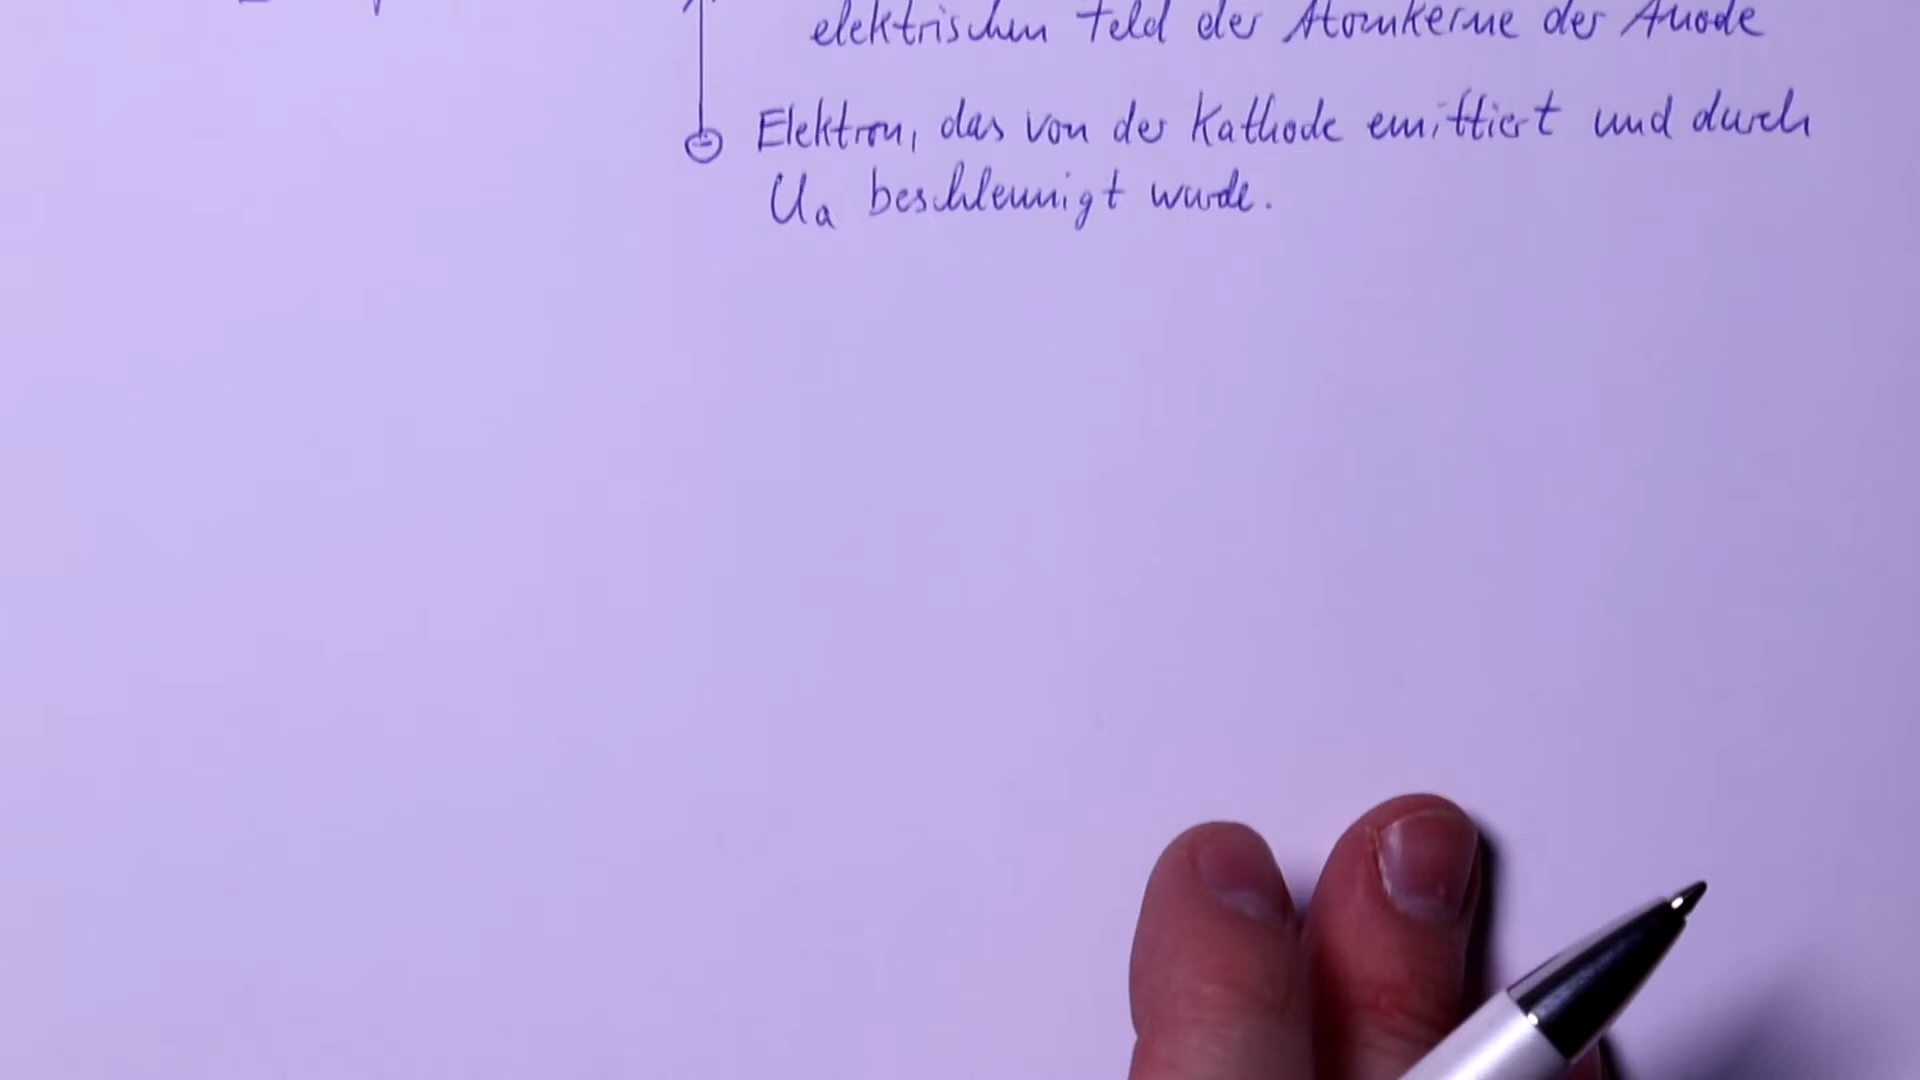 elektrischen Feld der Atomkerne der Anode
Elektron, das von der Kathode emittiert und durch
Ua beschleunigt wurde.